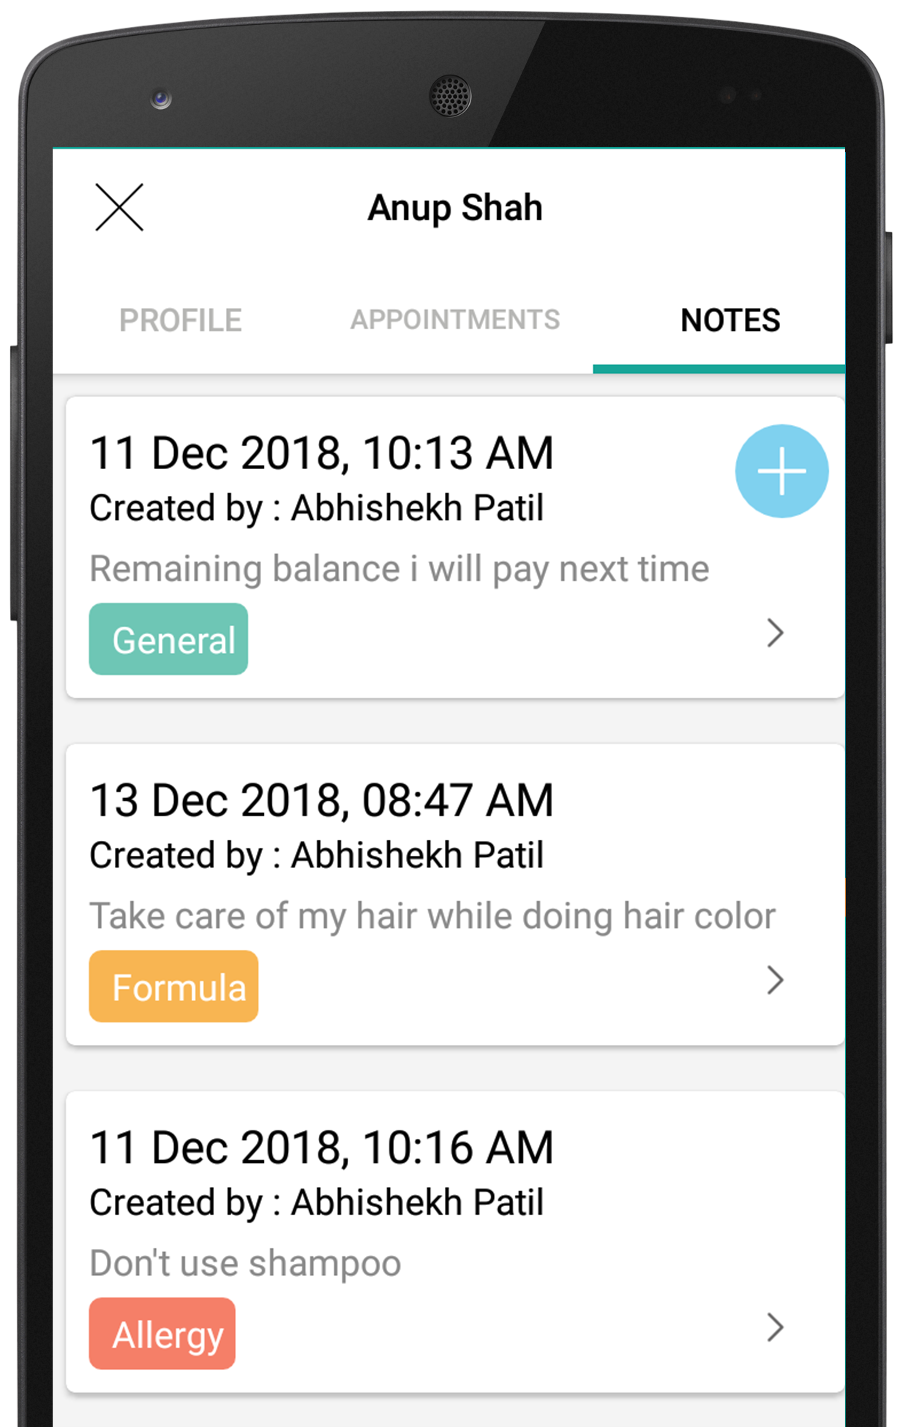 Anup Shah
PROFILE APPOINTMENTS NOTES
11 Dec 2018, 10:13 AM
Created by : Abhishekh Patil
Remaining balance i will pay next time
General
13 Dec 2018, 08:47 AM
Created by : Abhishekh Patil
Take care of my hair while doing hair color
Formula
11 Dec 2018, 10:16 AM
Created by : Abhishekh Patil
Don't use shampoo
Allergy